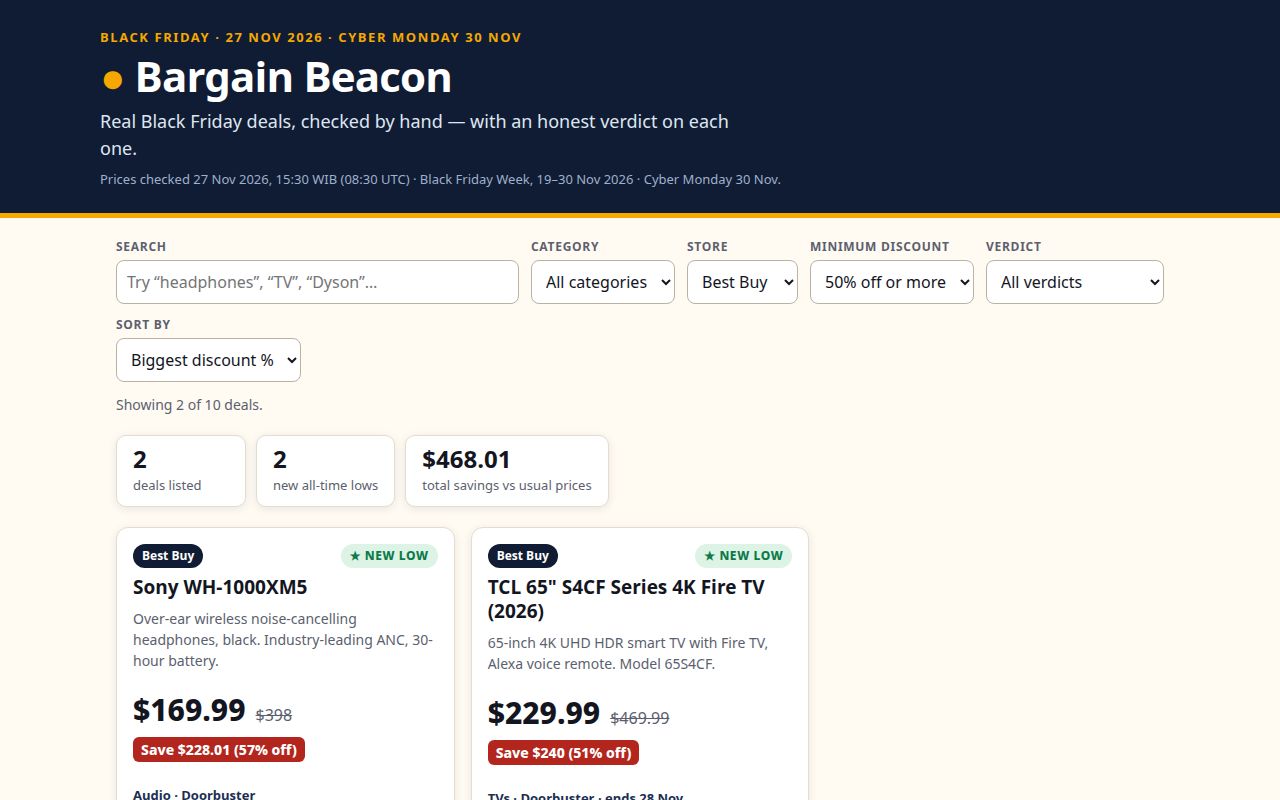 BLACK FRIDAY · 27 NOV 2026 · CYBER MONDAY 30 NOV
Bargain Beacon
Real Black Friday deals, checked by hand — with an honest verdict on each
one.
Prices checked 27 Nov 2026, 15:30 WIB (08:30 UTC) · Black Friday Week, 19–30 Nov 2026 · Cyber Monday 30 Nov.
SEARCH CATEGORY STORE MINIMUM DISCOUNT VERDICT
Try “headphones”, “TV”, “Dyson”… All categories Best Buy 50% off or more All verdicts
SORT BY
Biggest discount %
Showing 2 of 10 deals.
2 2 $468.01
deals listed new all-time lows total savings vs usual prices
Best Buy ★ NEW LOW
Sony WH-1000XM5
Over-ear wireless noise-cancelling
headphones, black. Industry-leading ANC, 30-
hour battery.
$169.99 $398
Save $228.01 (57% off)
Audio · Doorbuster
Best Buy ★ NEW LOW
TCL 65" S4CF Series 4K Fire TV
(2026)
65-inch 4K UHD HDR smart TV with Fire TV,
Alexa voice remote. Model 65S4CF.
$229.99 $469.99
Save $240 (51% off)
TVs · Doorbuster · ends 28 Nov